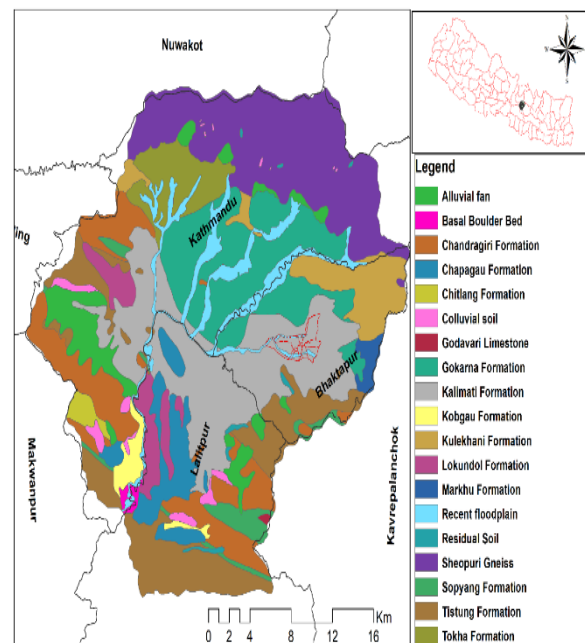 Nuwakot
Kathmandu
Bhaktapur
Lalitpur
Makwanpur
Kavrepalanchok
Km
0 2 4 8 12 16
N
Legend
Alluvial fan
Basal Boulder Bed
Chandragiri Formation
Chapagau Formation
Chitlang Formation
Colluvial soil
Godavari Limestone
Gokarna Formation
Kalimati Formation
Kobgau Formation
Kulekhani Formation
Lokundol Formation
Markhu Formation
Recent floodplain
Residual Soil
Sheopuri Gneiss
Sopyang Formation
Tistung Formation
Tokha Formation